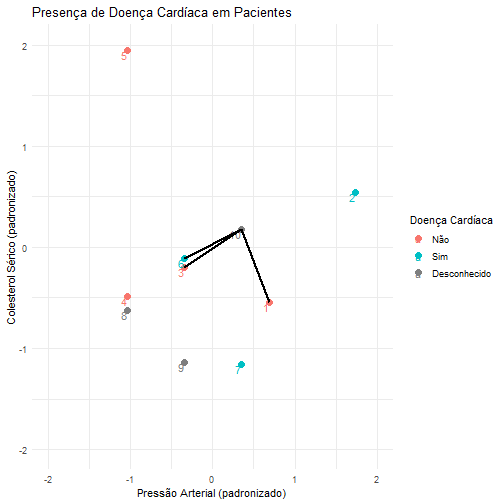 Presença de Doença Cardíaca em Pacientes
2
1
0
-1
-2
-2
-1
0
1
2
Colesterol Sérico (padronizado)
Pressão Arterial (padronizado)
5
2
6
3
4
8
1
9
7
Doença Cardíaca
Não
Sim
Desconhecido